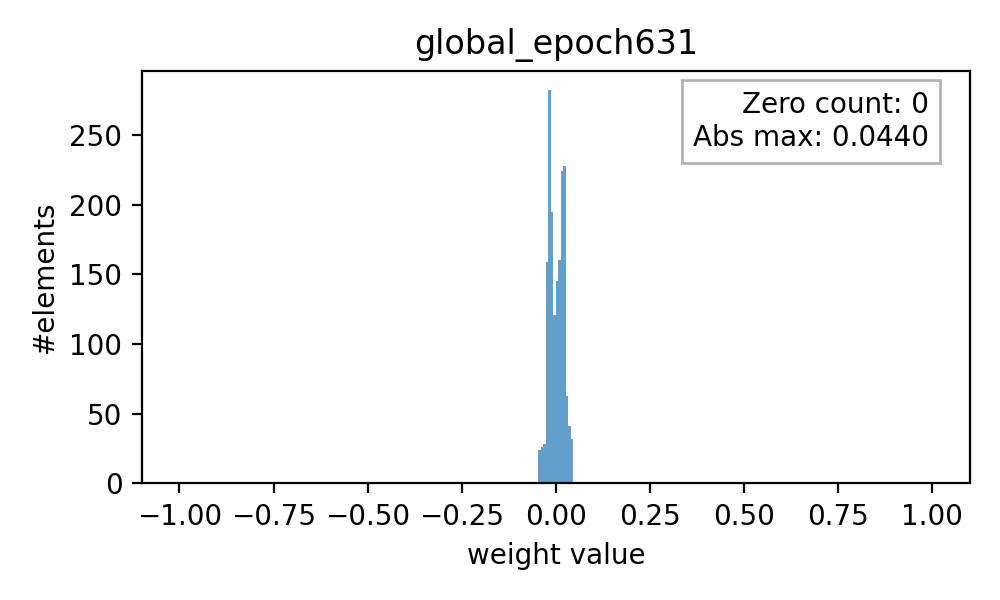 global_epoch631
Zero count: 0
Abs max: 0.0440
#elements
250
200
150
100
50
0
−1.00 −0.75 −0.50 −0.25 0.00 0.25 0.50 0.75 1.00
weight value